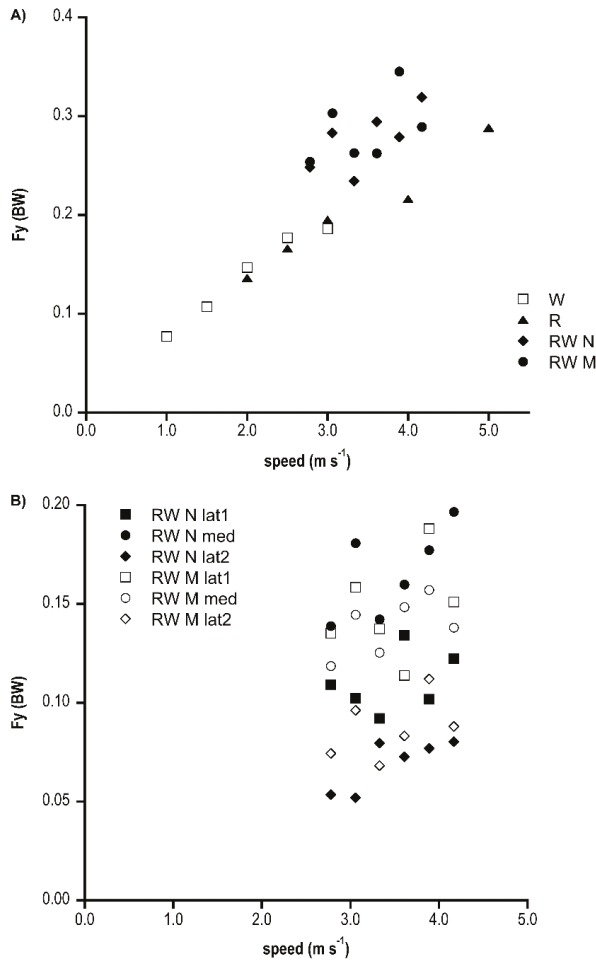 A)
0.4
0.3
0.2
0.1
0.0
Fy (BW)
W
R
RW N
RW M
0.0 1.0 2.0 3.0 4.0 5.0
speed (m s⁻¹)
B)
0.20
0.15
0.10
0.05
0.00
Fy (BW)
RW N lat1
RW N med
RW N lat2
RW M lat1
RW M med
RW M lat2
0.0 1.0 2.0 3.0 4.0 5.0
speed (m s⁻¹)